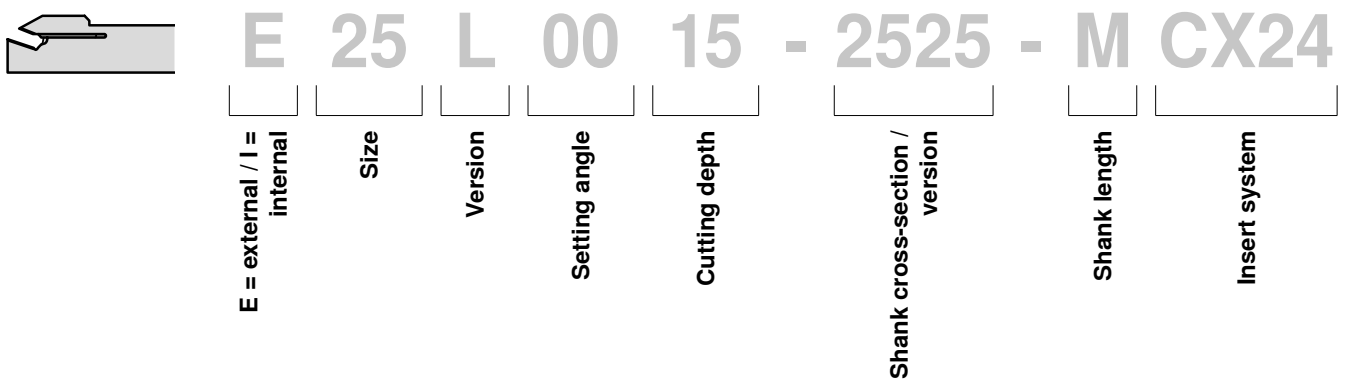 E 25 L 00 15 - 2525 - M CX24
E = external / I =
internal
Size
Version
Setting angle
Cutting depth
Shank cross-section /
version
Shank length
Insert system